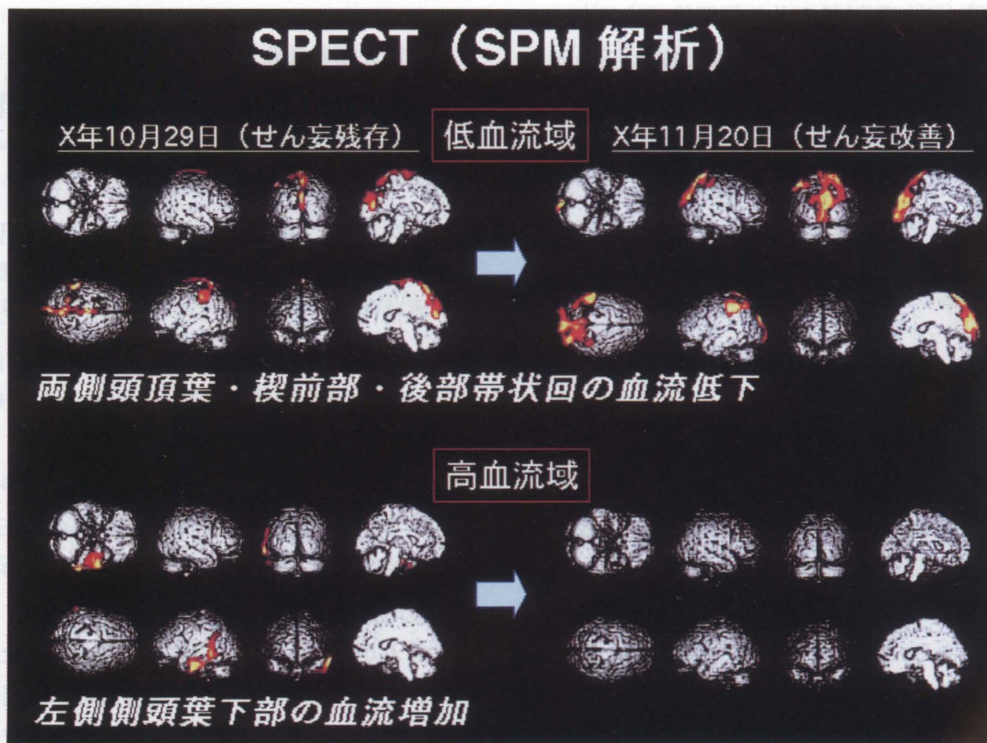 SPECT（SPM 解析）
X年10月29日（せん妄残存）
低血流域
X年11月20日（せん妄改善）
両側頭頂葉・楔前部・後部帯状回の血流低下
高血流域
左側側頭葉下部の血流増加